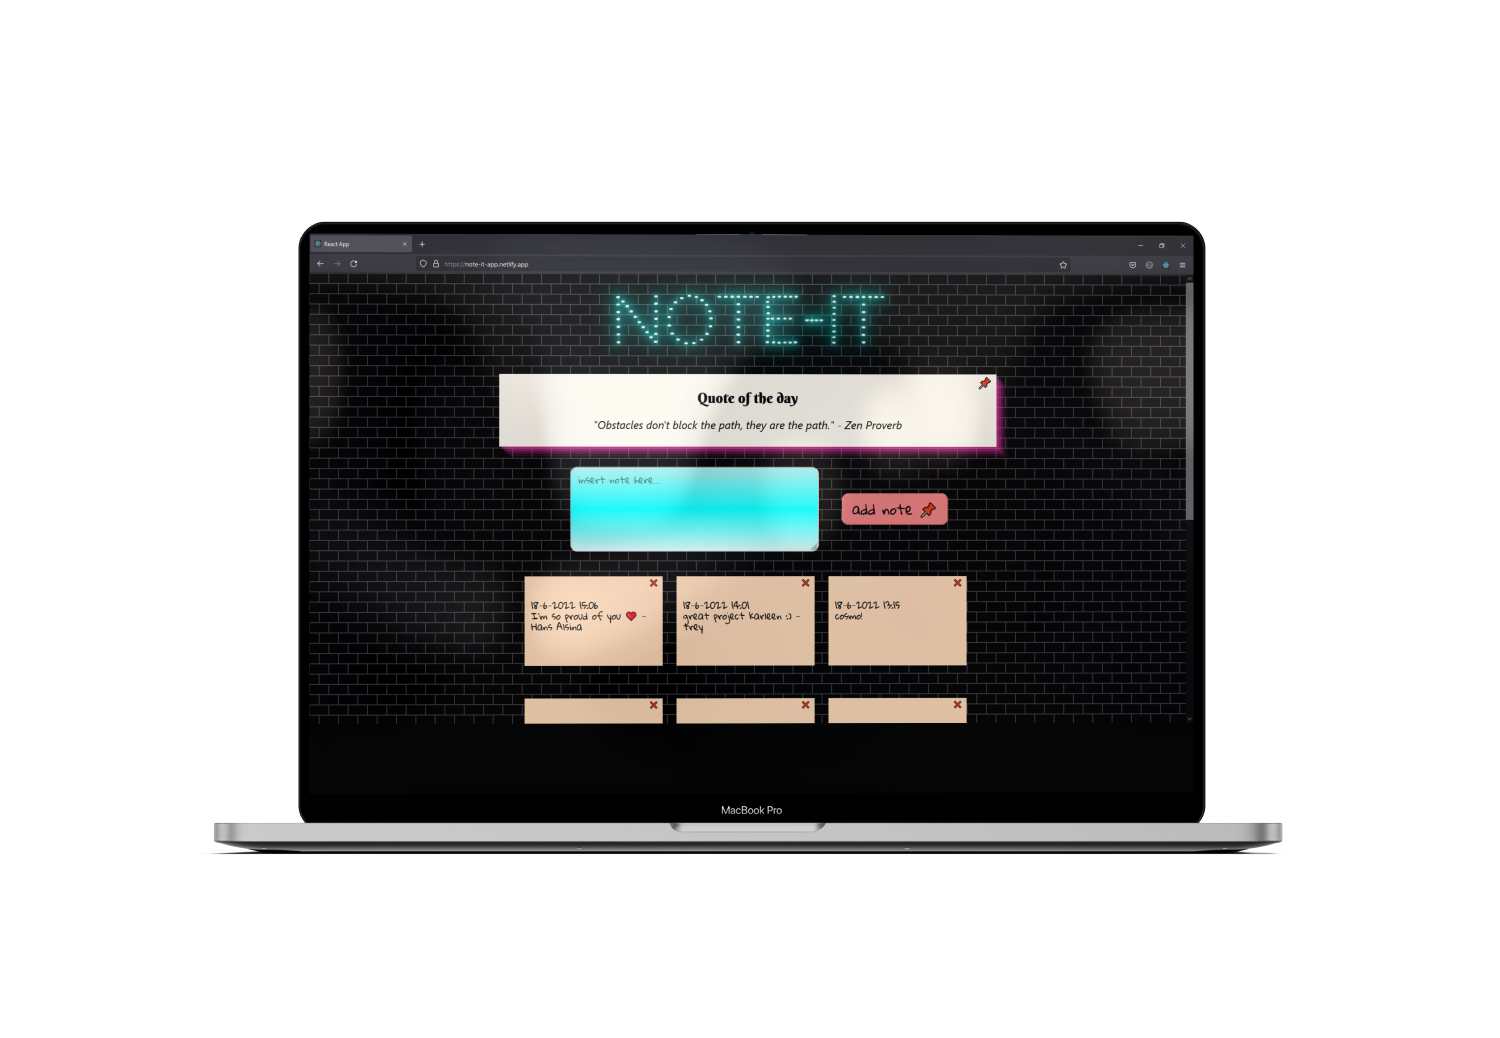 React App
https://note-it-app.netlify.app
NOTE-IT
Quote of the day
"Obstacles don't block the path, they are the path." - Zen Proverb
insert note here...
add note
18-6-2022 15:06
I'm so proud of you ❤ -
Hans Alsina
18-6-2022 14:01
great project Karleen :) -
trey
18-6-2022 13:15
cosmo!
MacBook Pro